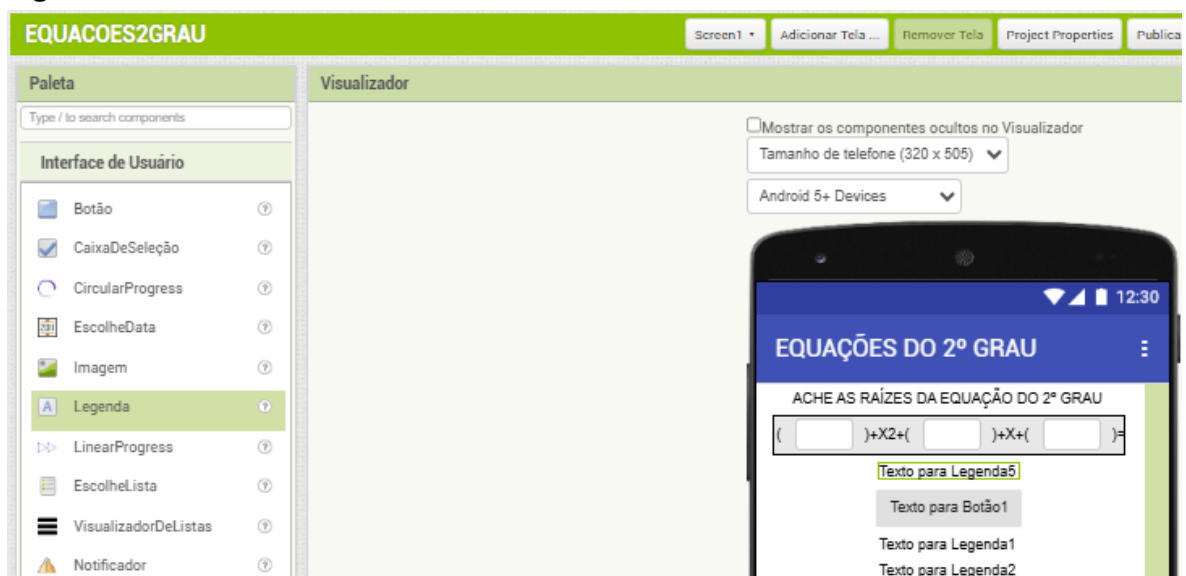 EQUACOES2GRAU
Screen1 Adicionar Tela ... Remover Tela Project Properties Publica
Paleta
Visualizador
Type / to search components
Interface de Usuário
Botão
CaixaDeSeleção
CircularProgress
EscolheData
Imagem
Legenda
LinearProgress
EscolheLista
VisualizadorDeListas
Notificador
Mostrar os componentes ocultos no Visualizador
Tamanho de telefone (320 x 505)
Android 5+ Devices
12:30
EQUAÇÕES DO 2º GRAU
ACHE AS RAÍZES DA EQUAÇÃO DO 2º GRAU
( )+X2+( )+X+( )=
Texto para Legenda5
Texto para Botão1
Texto para Legenda1
Texto para Legenda2